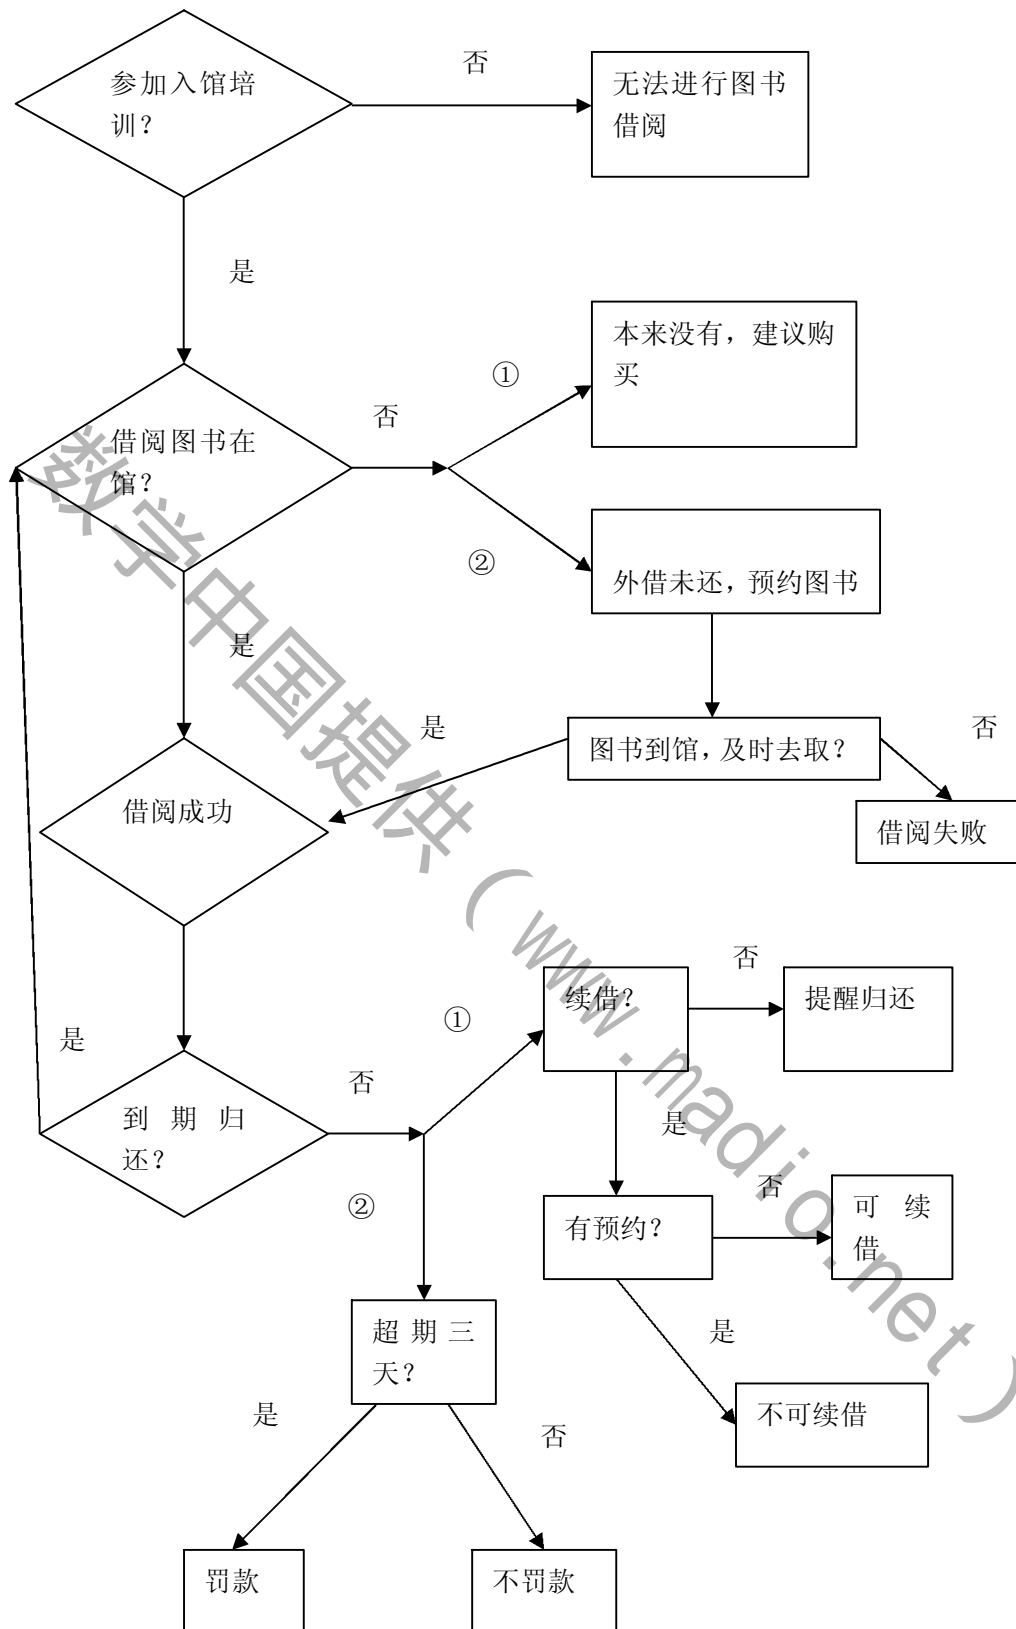 参加入馆培
训？
否
无法进行图书
借阅
是
本来没有，建议购
买
①
否
借阅图书在
馆？
②
外借未还，预约图书
是
是
图书到馆，及时去取？
否
借阅成功
借阅失败
否
续借？
提醒归还
①
是
否
到期归
还？
是
②
否
有预约？
可续
借
超期三
天？
是
不可续借
是
否
罚款
不罚款
数学中国提供（www.madio.net）